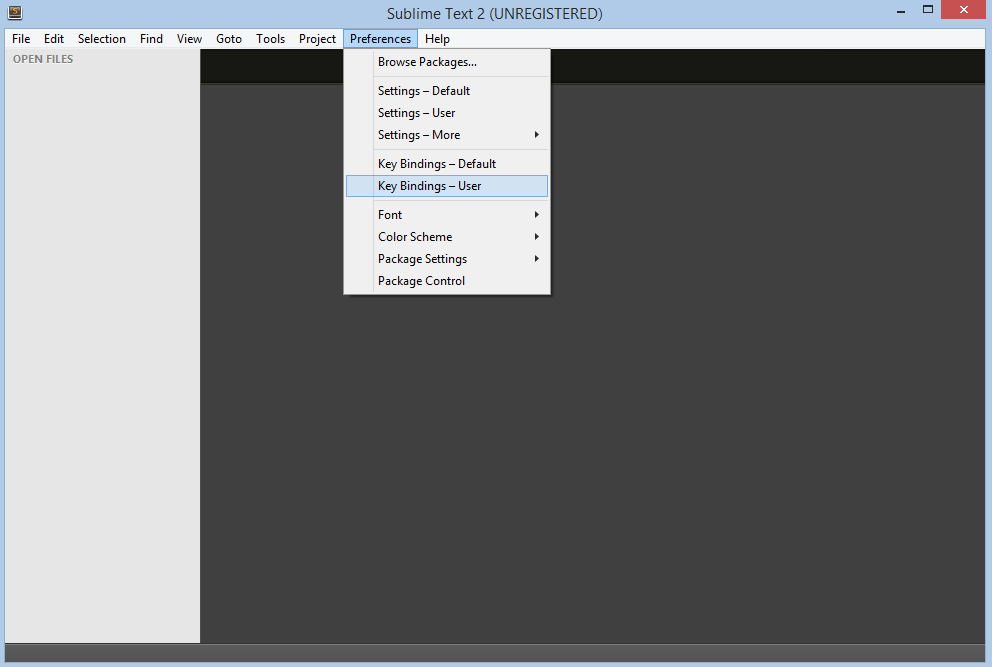 Sublime Text 2 (UNREGISTERED)
File Edit Selection Find View Goto Tools Project Preferences Help
OPEN FILES
Browse Packages...
Settings – Default
Settings – User
Settings – More
Key Bindings – Default
Key Bindings – User
Font
Color Scheme
Package Settings
Package Control